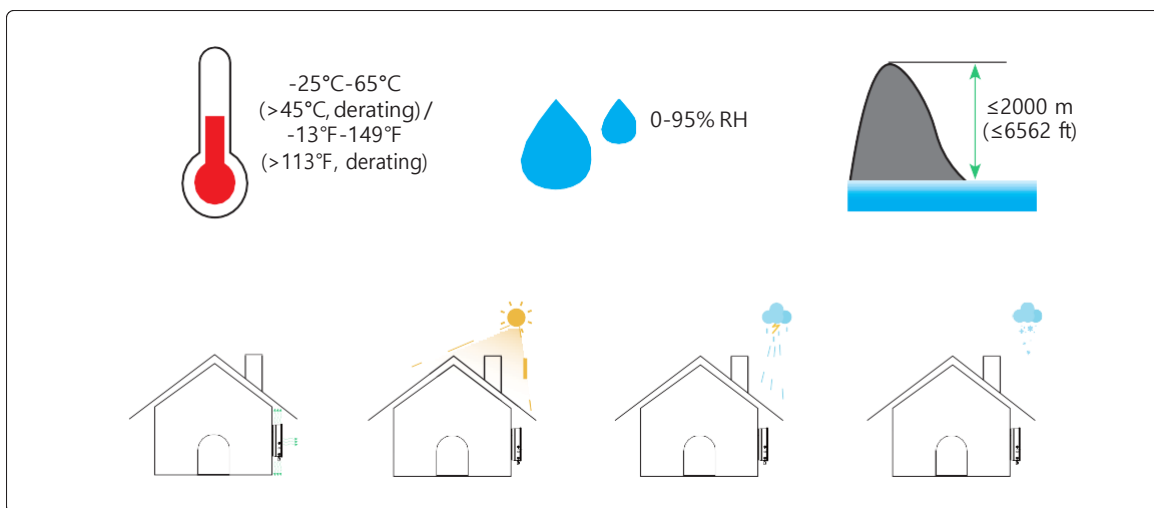 -25°C-65°C
(>45°C, derating) /
-13°F-149°F
(>113°F, derating)
0-95% RH
≤2000 m
(≤6562 ft)